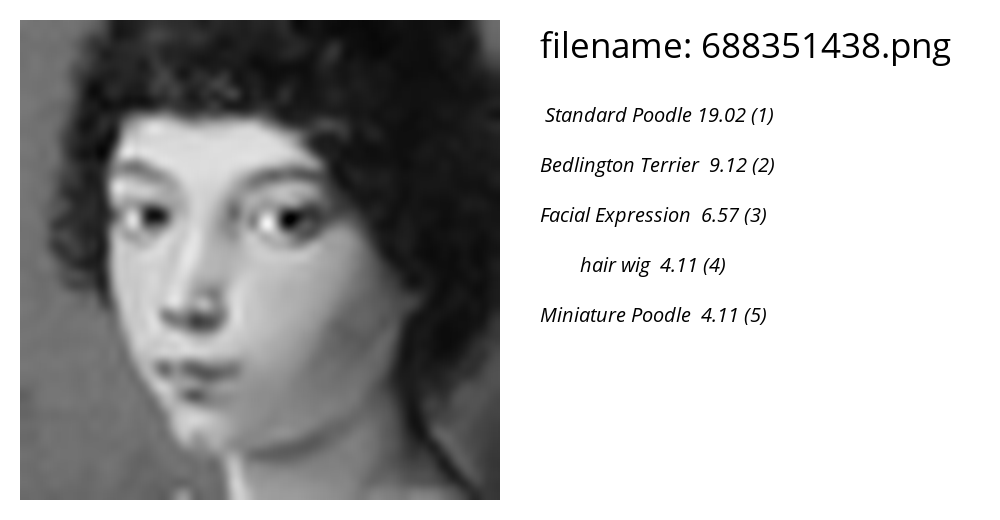 filename: 688351438.png
Standard Poodle 19.02 (1)
Bedlington Terrier 9.12 (2)
Facial Expression 6.57 (3)
hair wig 4.11 (4)
Miniature Poodle 4.11 (5)